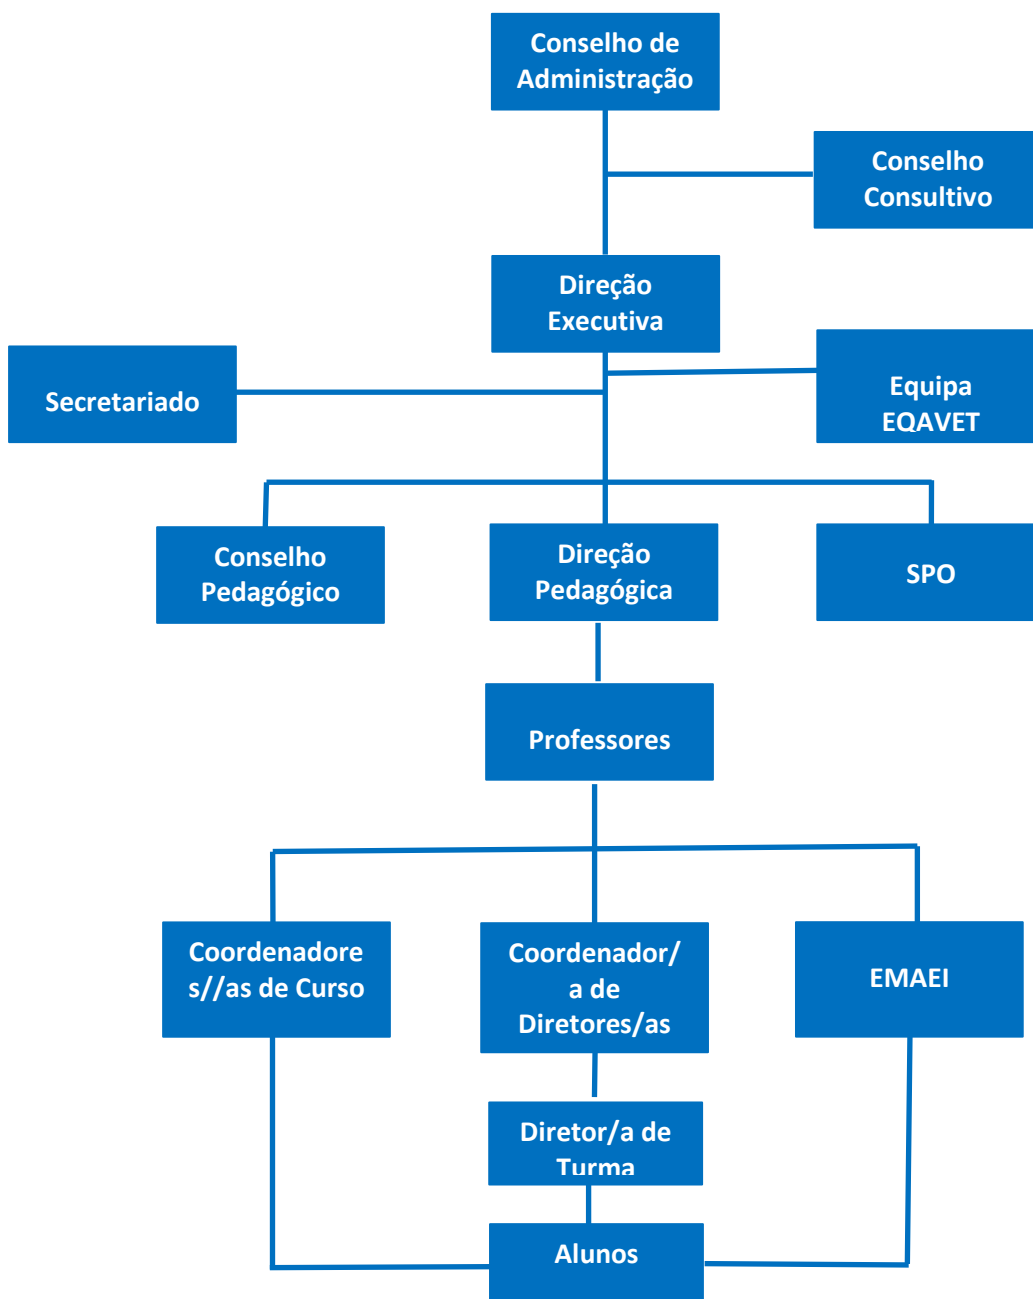 Conselho de
Administração
Conselho
Consultivo
Direção
Executiva
Secretariado
Equipa
EQAVET
Conselho
Pedagógico
Direção
Pedagógica
SPO
Professores
Coordenadore
s//as de Curso
Coordenador/
a de
Diretores/as
EMAEI
Diretor/a de
Turma
Alunos